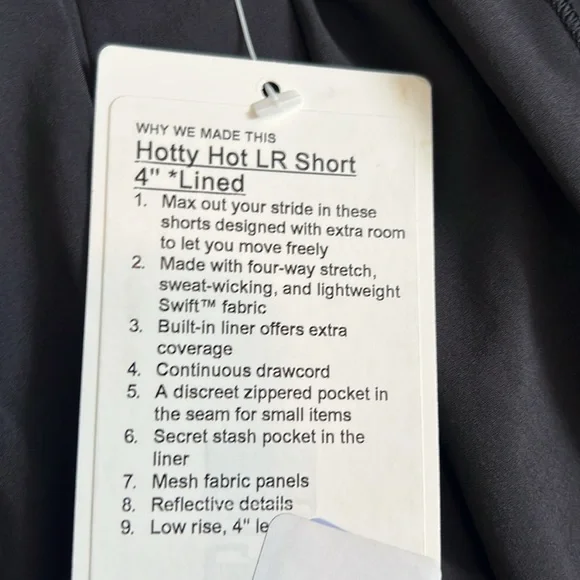 WHY WE MADE THIS
Hotty Hot LR Short
4" *Lined
1. Max out your stride in these
shorts designed with extra room
to let you move freely
2. Made with four-way stretch,
sweat-wicking, and lightweight
Swift™ fabric
3. Built-in liner offers extra
coverage
4. Continuous drawcord
5. A discreet zippered pocket in
the seam for small items
6. Secret stash pocket in the
liner
7. Mesh fabric panels
8. Reflective details
9. Low rise, 4"